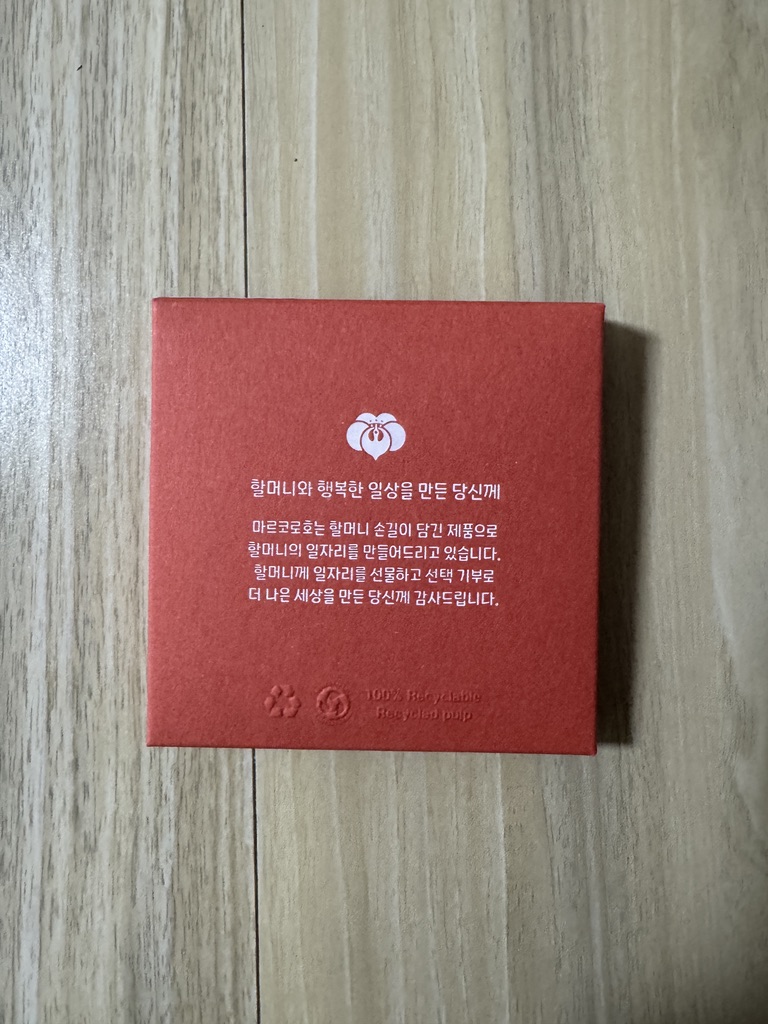 할머니와 행복한 일상을 만든 당신께
마르코로호는 할머니 손길이 담긴 제품으로
할머니의 일자리를 만들어드리고 있습니다.
할머니께 일자리를 선물하고 선택 기부로
더 나은 세상을 만든 당신께 감사드립니다.
100% Recyclable
Recycled pulp